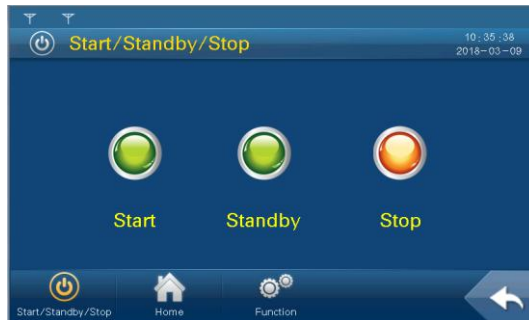 Start/Standby/Stop
10:35:38
2018-03-09
Start Standby Stop
Start/Standby/Stop Home Function